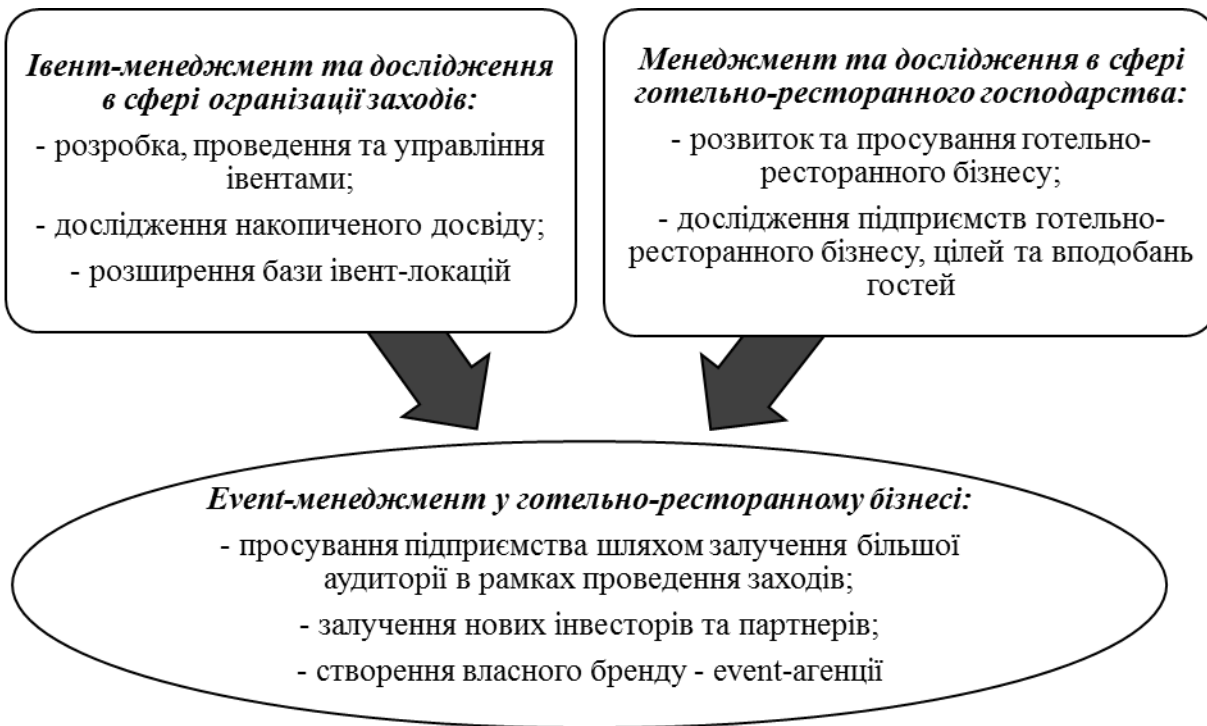 Івент-менеджмент та дослідження
в сфері огранізації заходів:
- розробка, проведення та управління
івентами;
- дослідження накопиченого досвіду;
- розширення бази івент-локацій
Менеджмент та дослідження в сфері
готельно-ресторанного господарства:
- розвиток та просування готельно-
ресторанного бізнесу;
- дослідження підприємств готельно-
ресторанного бізнесу, цілей та вподобань
гостей
Event-менеджмент у готельно-ресторанному бізнесі:
- просування підприємства шляхом залучення більшої
аудиторії в рамках проведення заходів;
- залучення нових інвесторів та партнерів;
- створення власного бренду - event-агенції